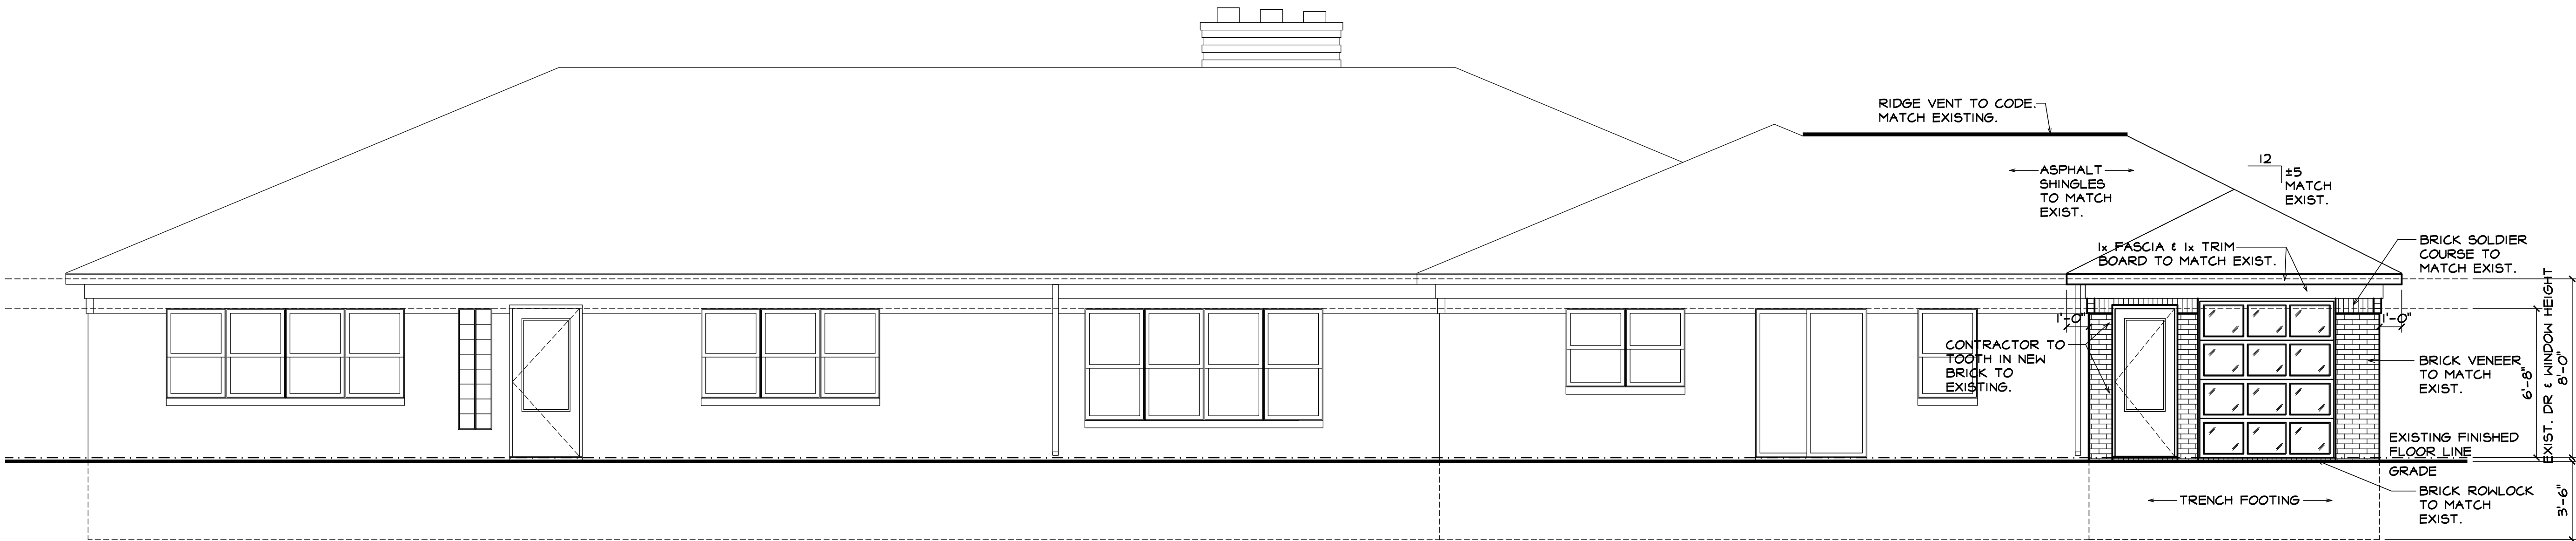 RIDGE VENT TO CODE.
MATCH EXISTING.
ASPHALT
SHINGLES
TO MATCH
EXIST.
12
±5
MATCH
EXIST.
1x FASCIA & 1x TRIM
BOARD TO MATCH EXIST.
BRICK SOLDIER
COURSE TO
MATCH EXIST.
1'-0"
1'-0"
CONTRACTOR TO
TOOTH IN NEW
BRICK TO
EXISTING.
BRICK VENEER
TO MATCH
EXIST.
6'-8"
EXIST. DR & WINDOW HEIGHT
8'-0"
EXISTING FINISHED
FLOOR LINE
GRADE
BRICK ROWLOCK
TO MATCH
EXIST.
TRENCH FOOTING
3'-6"